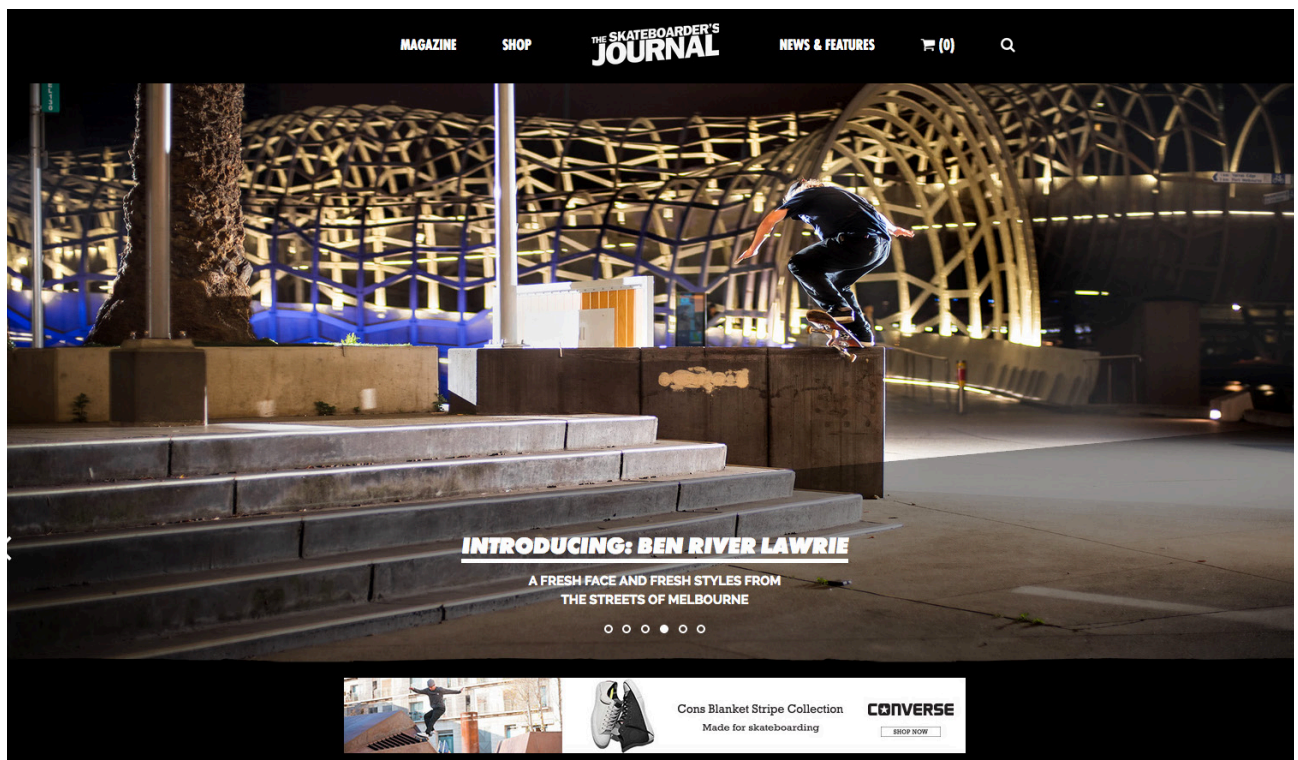 MAGAZINE
SHOP
THE SKATEBOARDER'S
JOURNAL
NEWS & FEATURES
(0)
INTRODUCING: BEN RIVER LAWRIE
A FRESH FACE AND FRESH STYLES FROM
THE STREETS OF MELBOURNE
Cons Blanket Stripe Collection
Made for skateboarding
CONVERSE
SHOP NOW